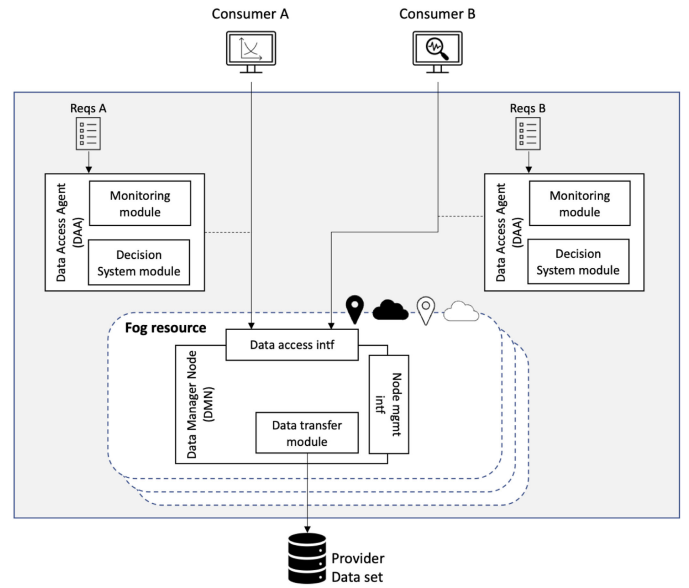 Consumer A
Consumer B
Reqs A
Reqs B
Data Access Agent
(DAA)
Monitoring
module
Decision
System module
Data Access Agent
(DAA)
Monitoring
module
Decision
System module
Fog resource
Data access intf
Data Manager Node
(DMN)
Node mgmt
intf
Data transfer
module
Provider
Data set